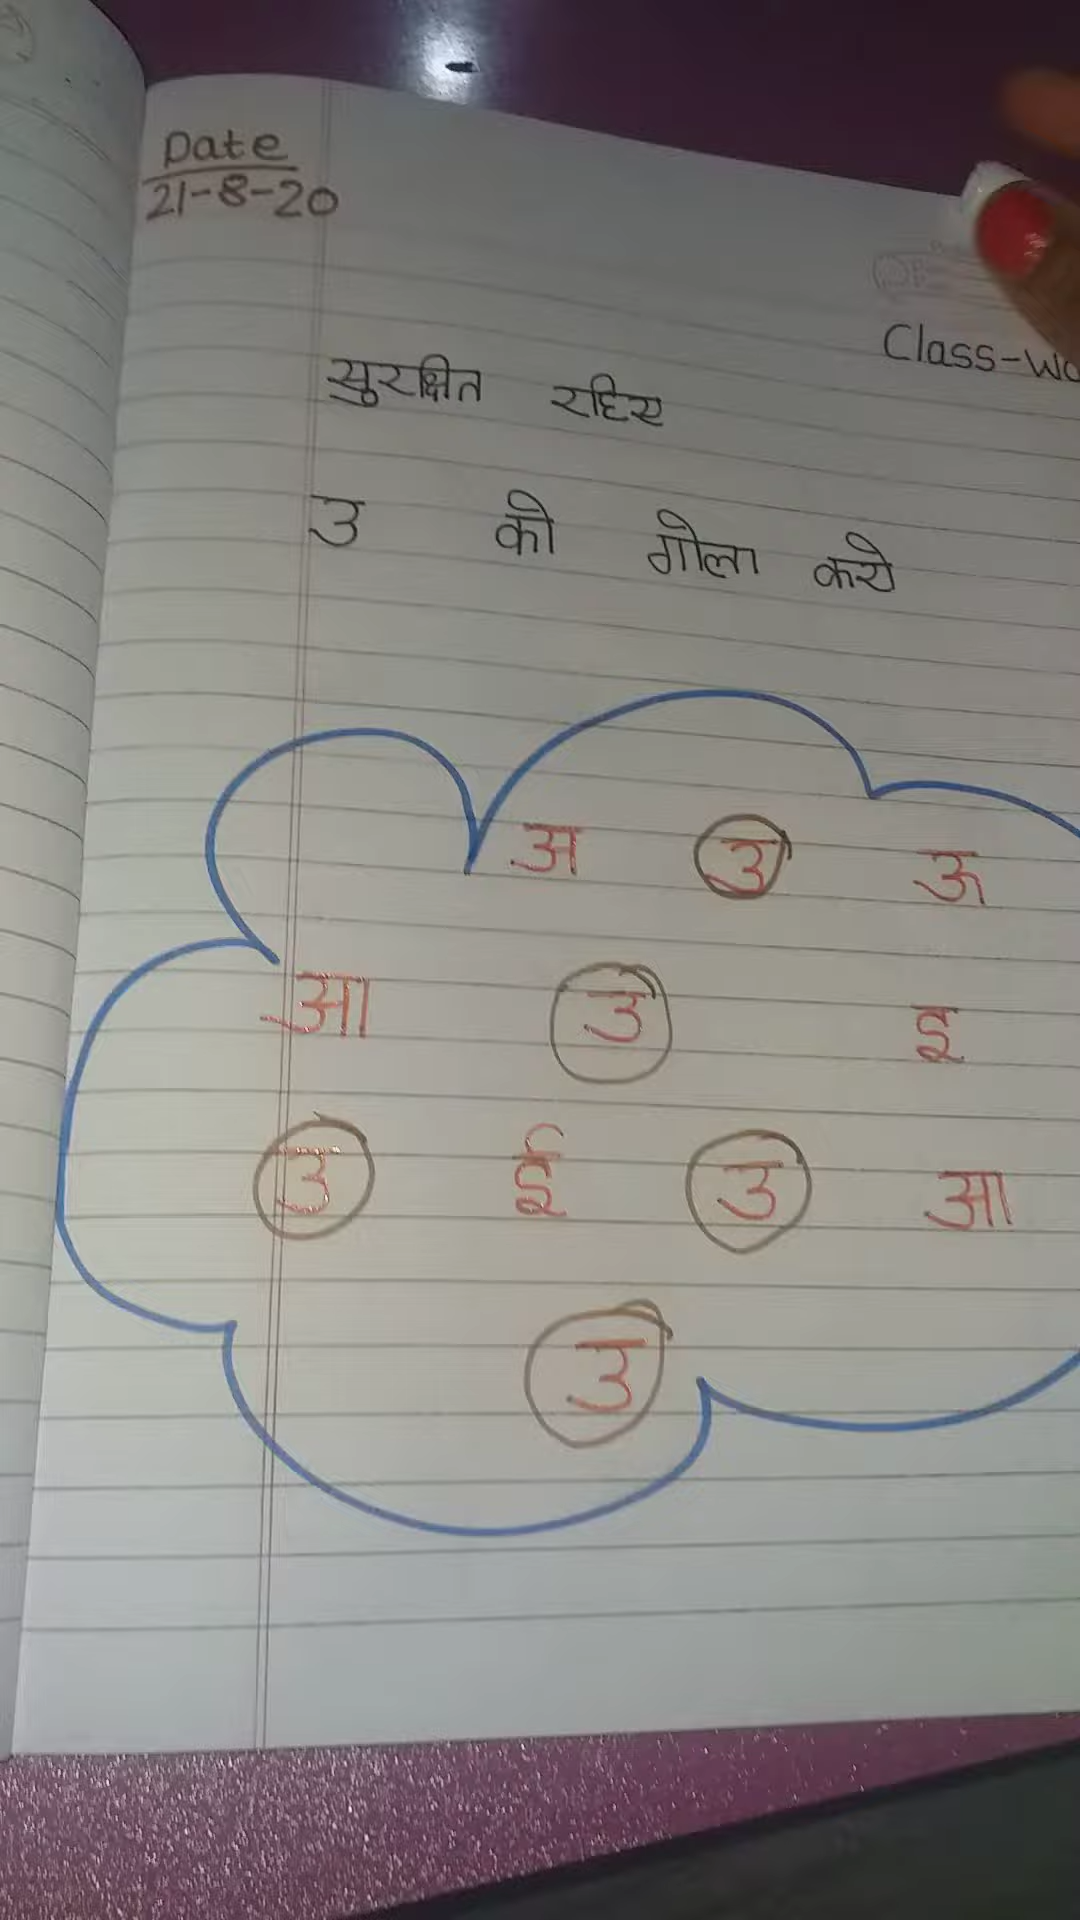 Date
21-8-20
Class-Wo
सुरक्षित रहिए
उ को गोला करो
अ उ ऊ
आ उ इ
उ ई उ आ
उ